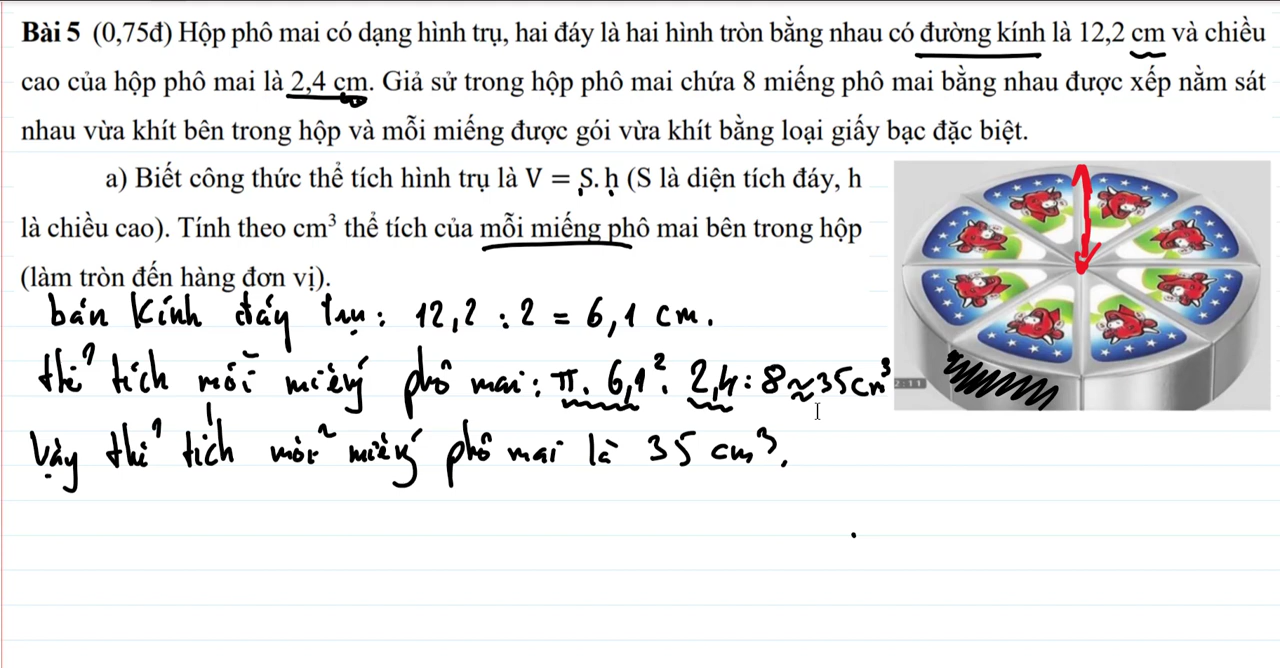 Bài 5 (0,75đ) Hộp phô mai có dạng hình trụ, hai đáy là hai hình tròn bằng nhau có đường kính là 12,2 cm và chiều
cao của hộp phô mai là 2,4 cm. Giả sử trong hộp phô mai chứa 8 miếng phô mai bằng nhau được xếp nằm sát
nhau vừa khít bên trong hộp và mỗi miếng được gói vừa khít bằng loại giấy bạc đặc biệt.
a) Biết công thức thể tích hình trụ là V = S.h (S là diện tích đáy, h
là chiều cao). Tính theo cm³ thể tích của mỗi miếng phô mai bên trong hộp
(làm tròn đến hàng đơn vị).
bán kính đáy trụ: 12,2 : 2 = 6,1 cm.
thể tích mỗi miếng phô mai: π. 6,1². 2,4 : 8 ≈ 35 cm³
Vậy thể tích mỗi miếng phô mai là 35 cm³.
2:11